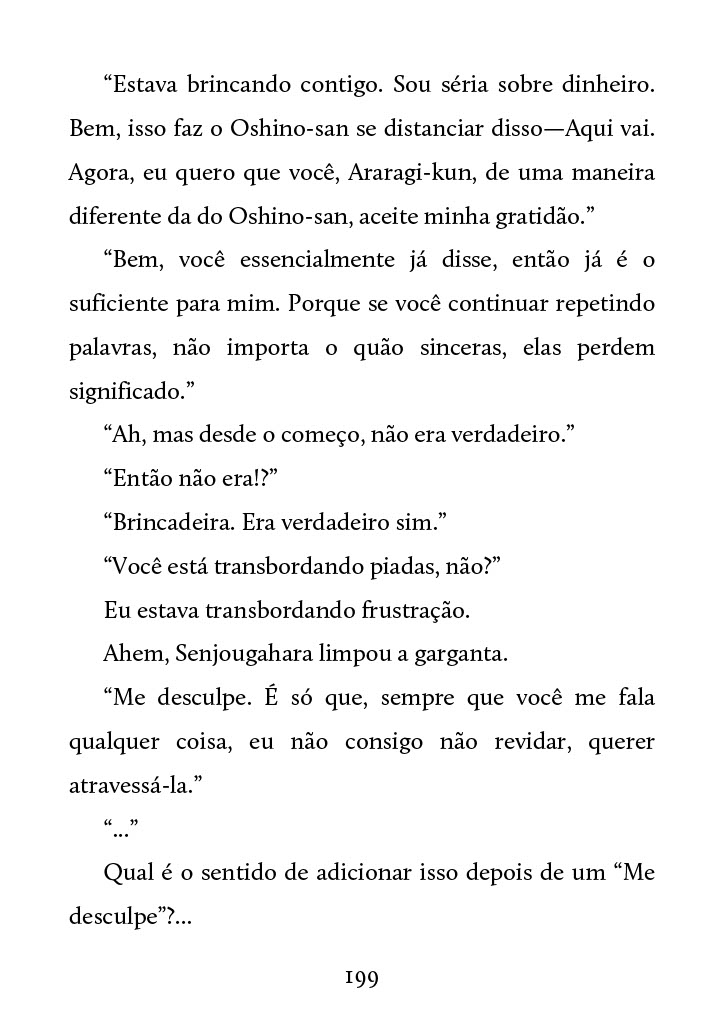 “Estava brincando contigo. Sou séria sobre dinheiro.
Bem, isso faz o Oshino-san se distanciar disso—Aqui vai.
Agora, eu quero que você, Araragi-kun, de uma maneira
diferente da do Oshino-san, aceite minha gratidão.”
“Bem, você essencialmente já disse, então já é o
suficiente para mim. Porque se você continuar repetindo
palavras, não importa o quão sinceras, elas perdem
significado.”
“Ah, mas desde o começo, não era verdadeiro.”
“Então não era!?”
“Brincadeira. Era verdadeiro sim.”
“Você está transbordando piadas, não?”
Eu estava transbordando frustração.
Ahem, Senjougahara limpou a garganta.
“Me desculpe. É só que, sempre que você me fala
qualquer coisa, eu não consigo não revidar, querer
atravessá-la.”
“...”
Qual é o sentido de adicionar isso depois de um “Me
desculpe”?...
199